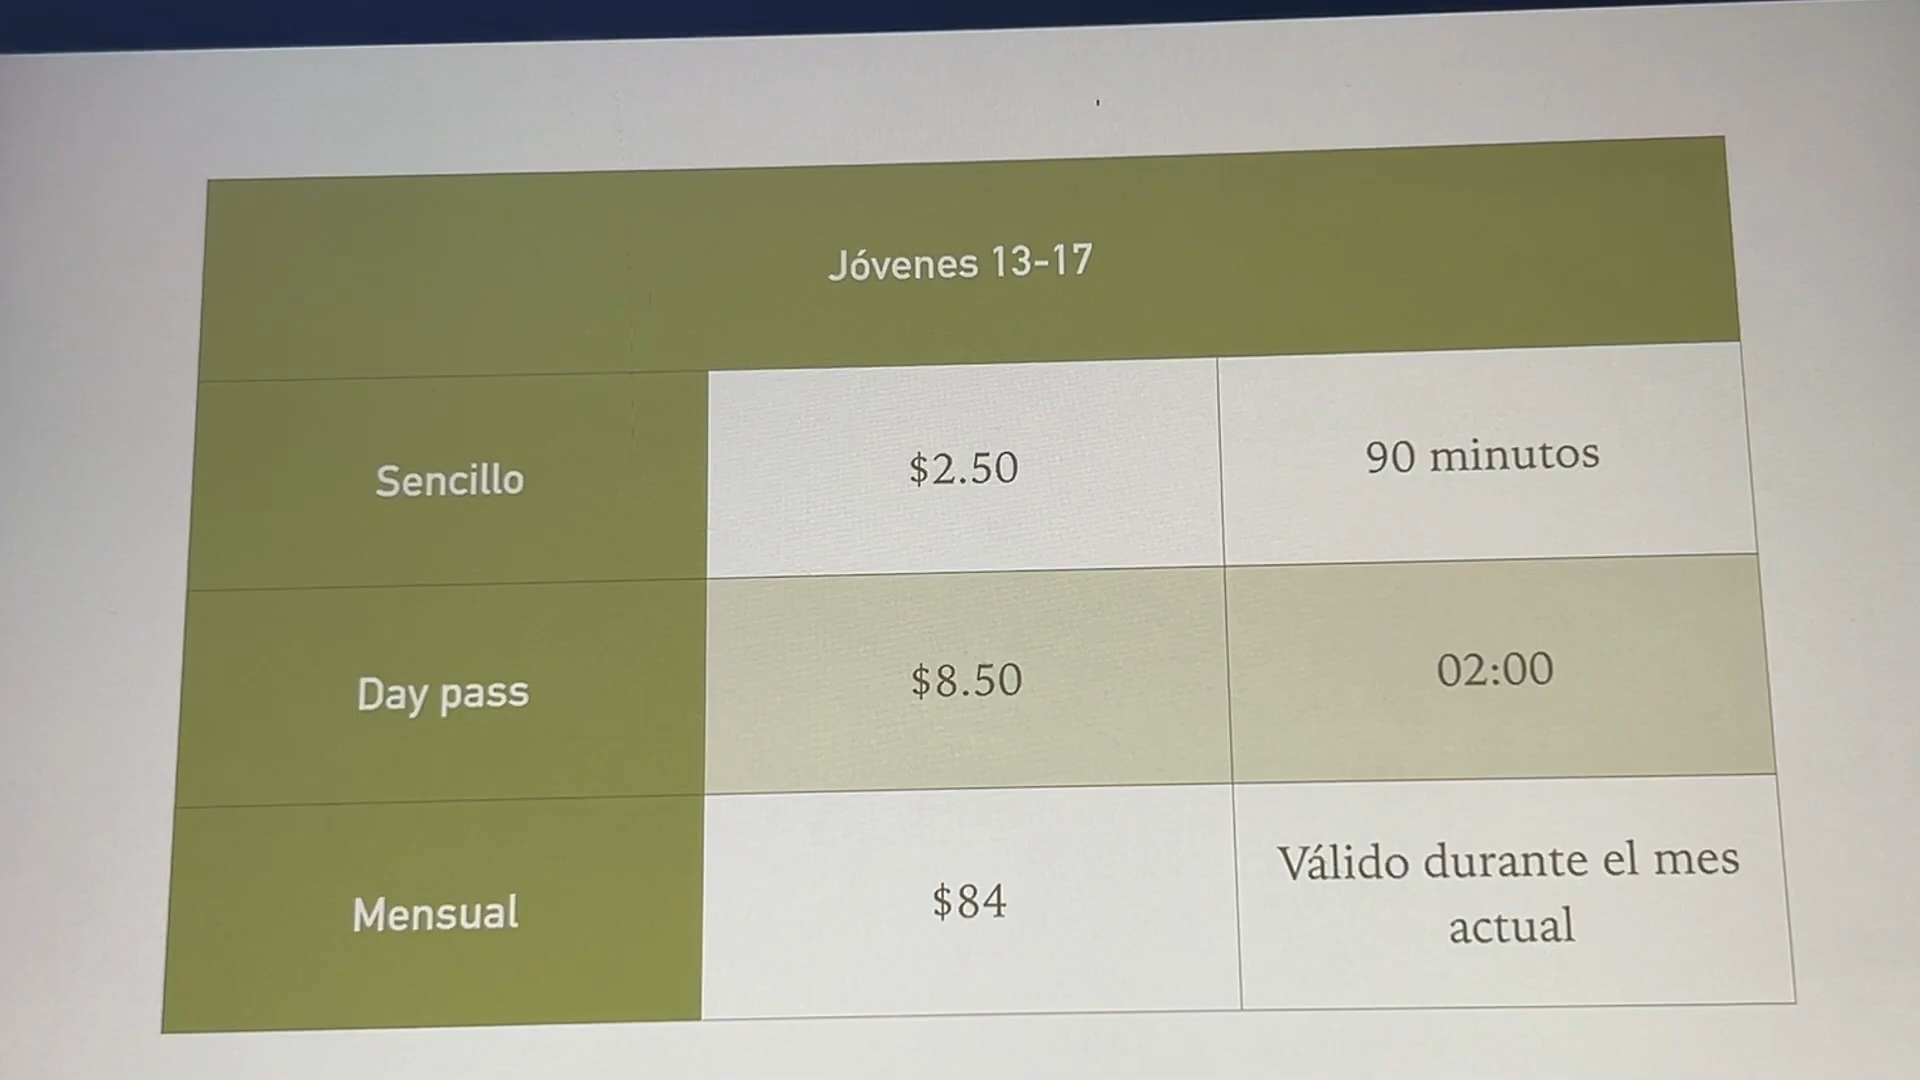 Jóvenes 13-17
Sencillo
$2.50
90 minutos
Day pass
$8.50
02:00
Mensual
$84
Válido durante el mes
actual